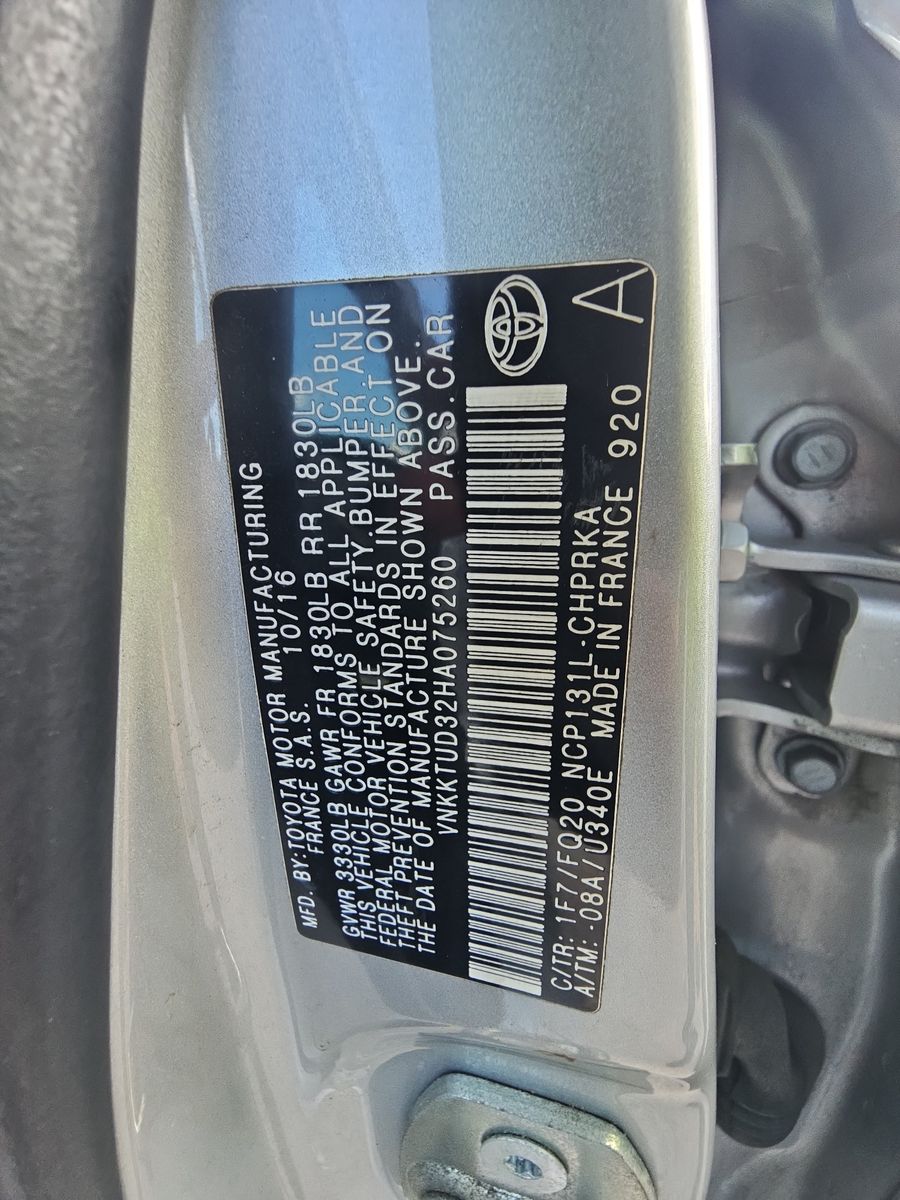 MFD. BY:TOYOTA MOTOR MANUFACTURING
FRANCE S.A.S. 10/16
GVWR 3330LB GAWR FR 1830LB RR 1830LB
THIS VEHICLE CONFORMS TO ALL APPLICABLE
FEDERAL MOTOR VEHICLE SAFETY.BUMPER.AND
THEFT PREVENTION STANDARDS IN EFFECT ON
THE DATE OF MANUFACTURE SHOWN ABOVE..
VNKKTUD32HA075260 PASS.CAR
C/TR: 1F7/FQ20 NCP131L-CHPRKA
A/TM: -08A/U340E MADE IN FRANCE 920 A